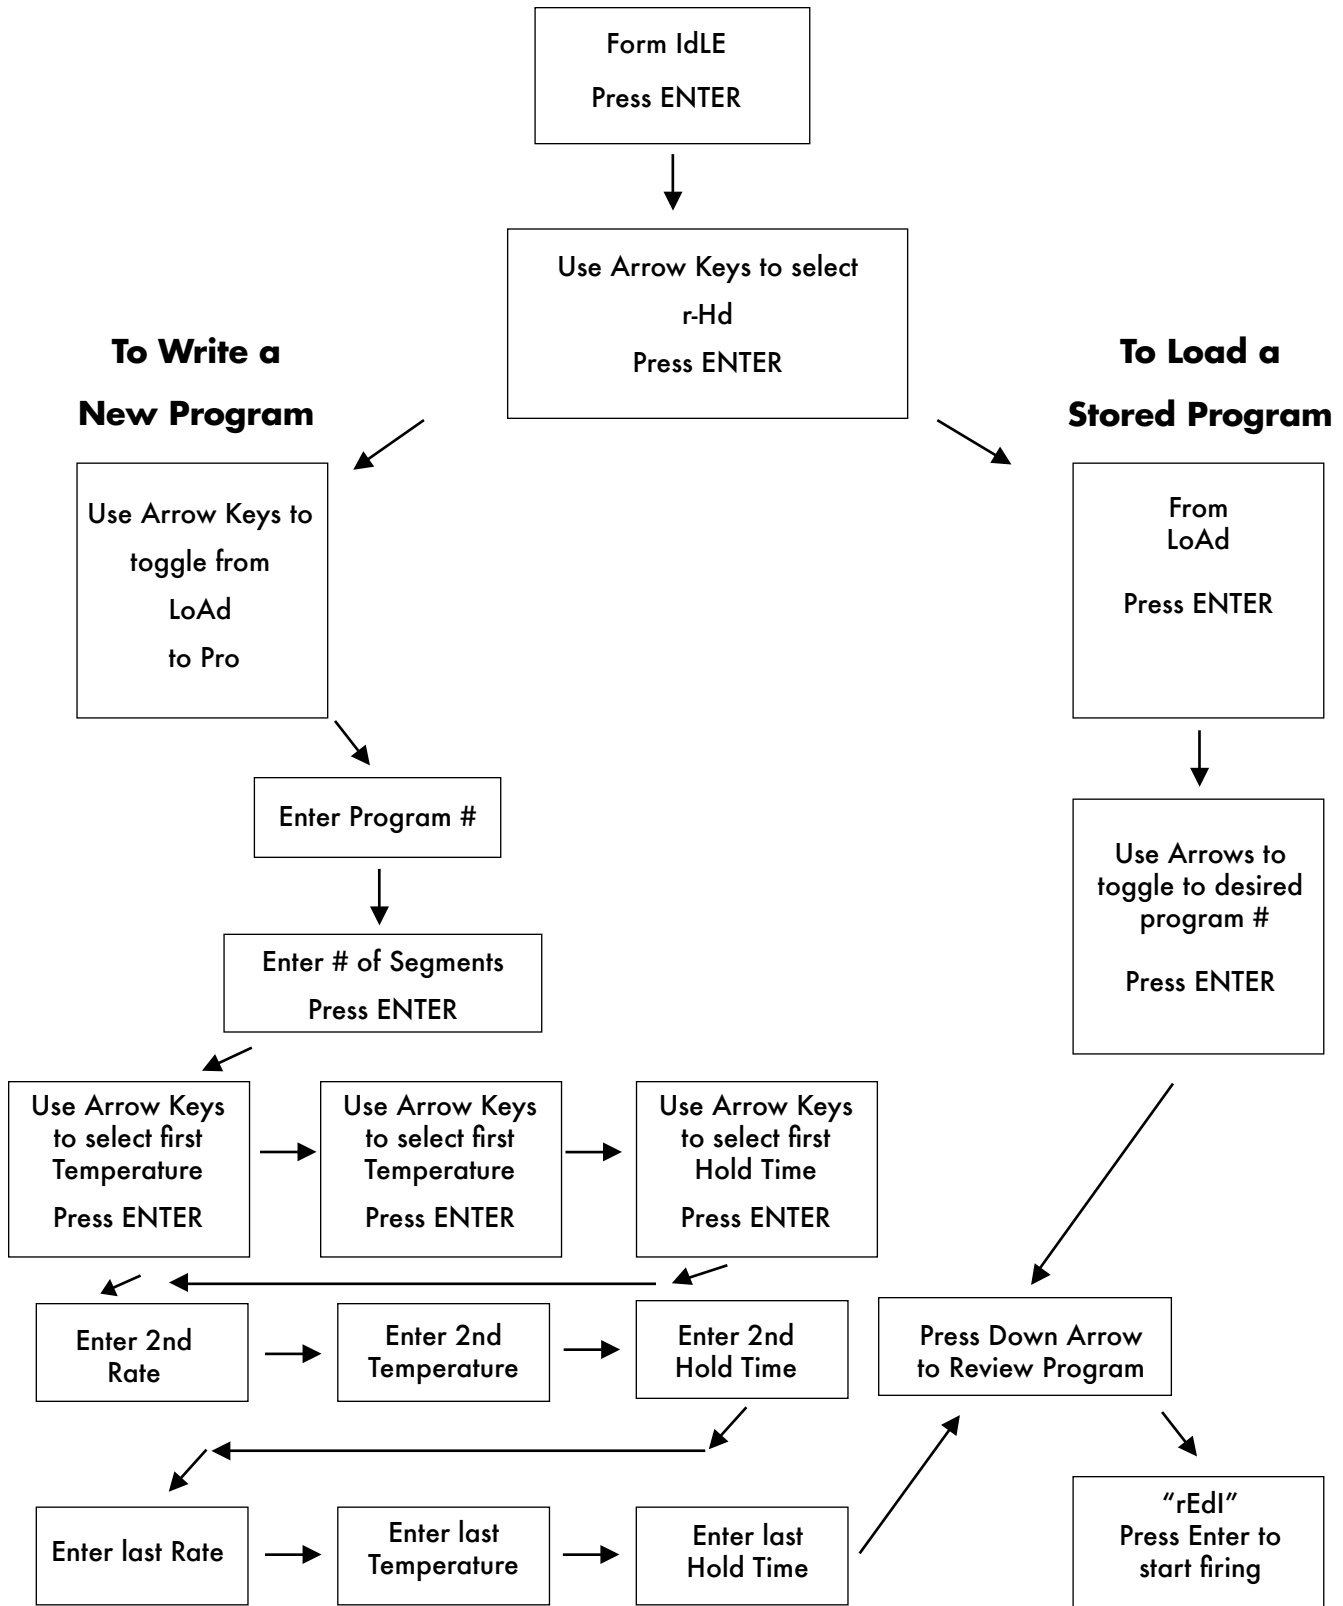 Form IdLE
Press ENTER
Use Arrow Keys to select
r-Hd
Press ENTER
To Write a
New Program
To Load a
Stored Program
Use Arrow Keys to
toggle from
LoAd
to Pro
From
LoAd
Press ENTER
Enter Program #
Use Arrows to
toggle to desired
program #
Press ENTER
Enter # of Segments
Press ENTER
Use Arrow Keys
to select first
Temperature
Press ENTER
Use Arrow Keys
to select first
Temperature
Press ENTER
Use Arrow Keys
to select first
Hold Time
Press ENTER
Enter 2nd
Rate
Enter 2nd
Temperature
Enter 2nd
Hold Time
Press Down Arrow
to Review Program
Enter last Rate
Enter last
Temperature
Enter last
Hold Time
“rEdI”
Press Enter to
start firing